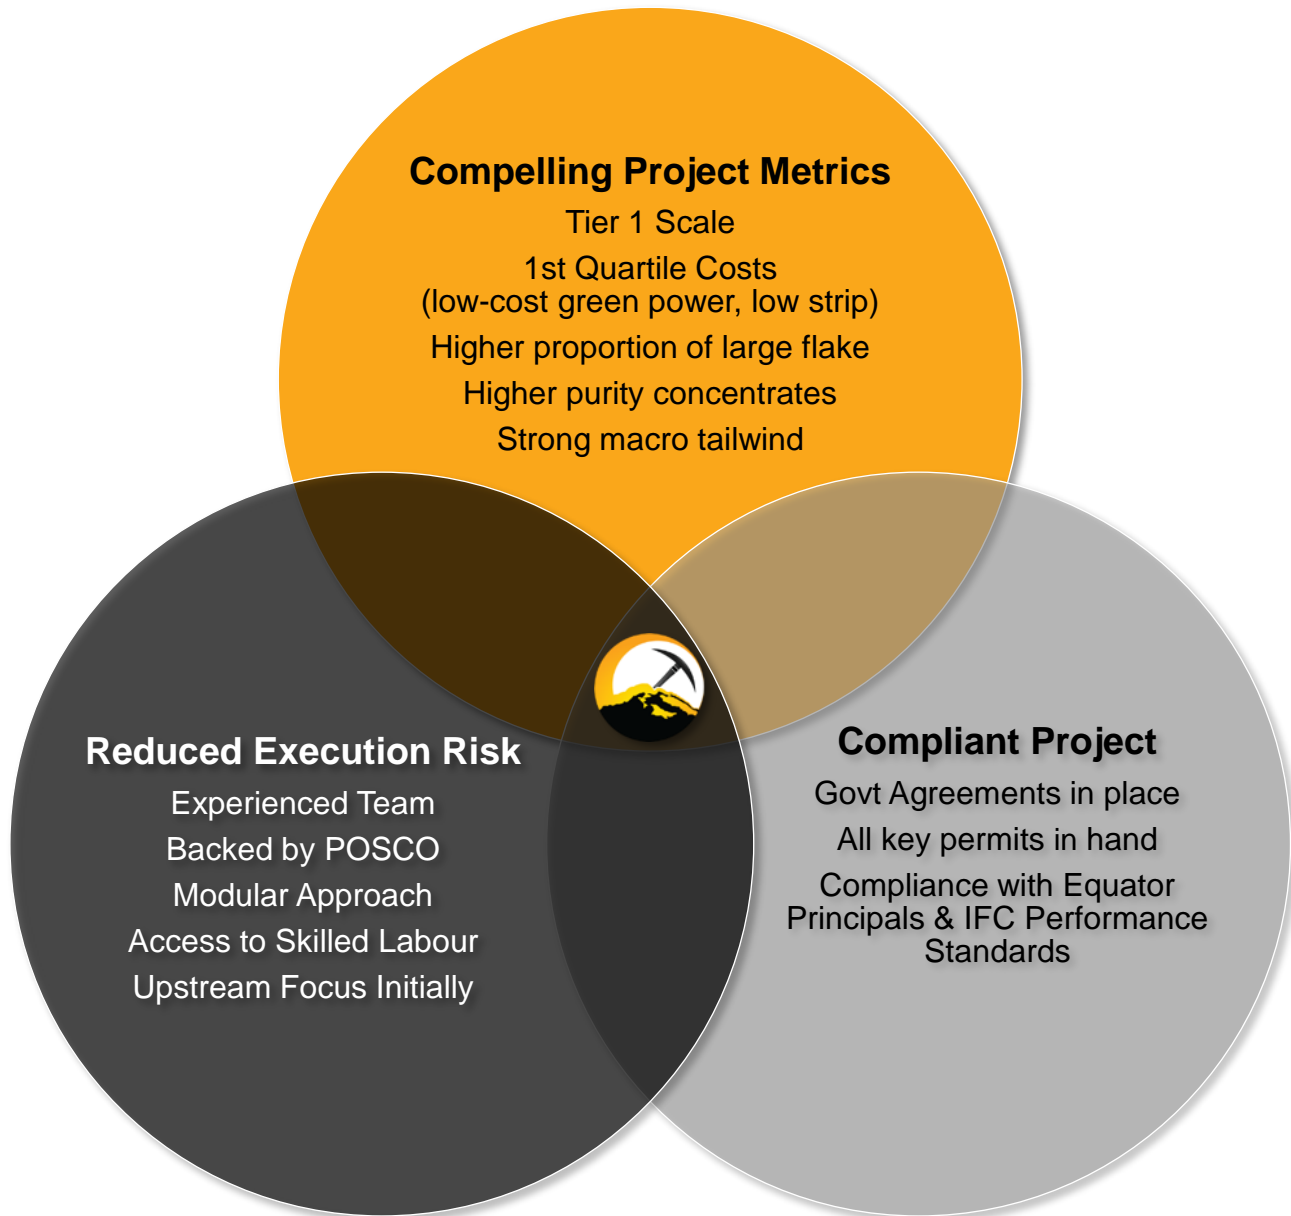 Compelling Project Metrics
Tier 1 Scale
1st Quartile Costs
(low-cost green power, low strip)
Higher proportion of large flake
Higher purity concentrates
Strong macro tailwind
Reduced Execution Risk
Experienced Team
Backed by POSCO
Modular Approach
Access to Skilled Labour
Upstream Focus Initially
Compliant Project
Govt Agreements in place
All key permits in hand
Compliance with Equator
Principals & IFC Performance
Standards